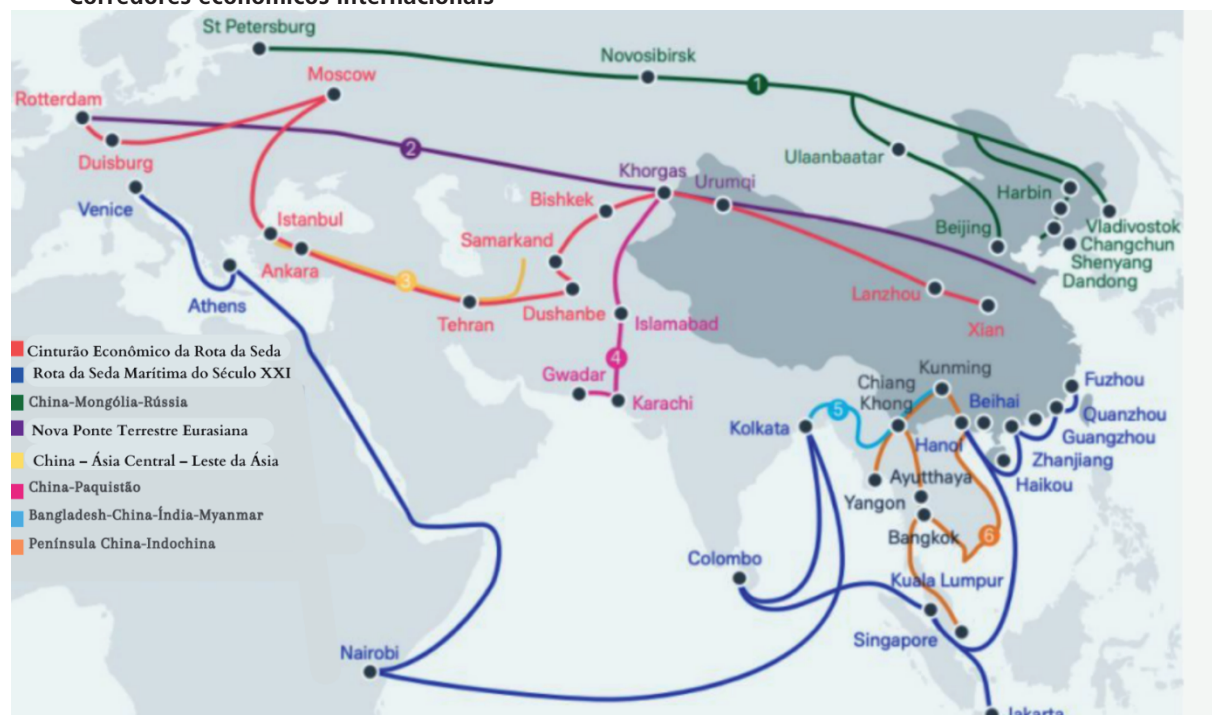 Corredores econômicos internacionais
St Petersburg
Novosibirsk
1
Moscow
Rotterdam
2
Duisburg
Ulaanbaatar
Khorgas
Urumqi
Harbin
Venice
Bishkek
Istanbul
Beijing
Vladivostok
Samarkand
Changchun
Ankara
3
Shenyang
Dandong
Athens
Lanzhou
Tehran
Dushanbe
Islamabad
Xian
Cinturão Econômico da Rota da Seda
Rota da Seda Marítima do Século XXI
China-Mongólia-Rússia
Nova Ponte Terrestre Eurasiana
China – Ásia Central – Leste da Ásia
China-Paquistão
Bangladesh-China-Índia-Myanmar
Península China-Indochina
4
Gwadar
Karachi
Kunming
Chiang
Khong
Fuzhou
Beihai
5
Quanzhou
Kolkata
Hanoi
Guangzhou
Zhanjiang
Ayutthaya
Haikou
Yangon
Bangkok
6
Colombo
Kuala Lumpur
Singapore
Nairobi
Jakarta